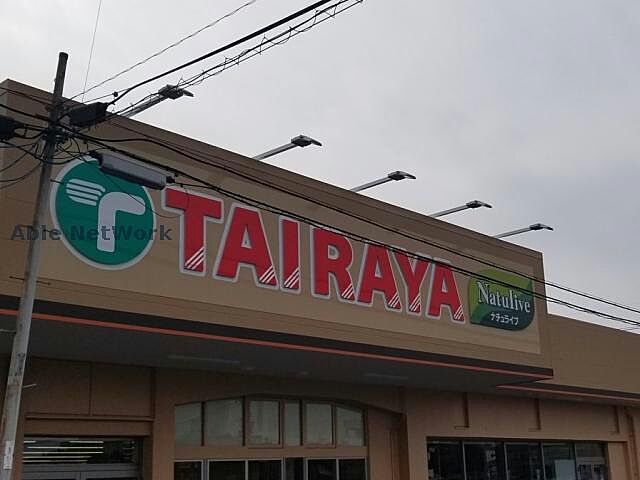 TAIRAYA
Natulive
ナチュライブ
Able NetWork